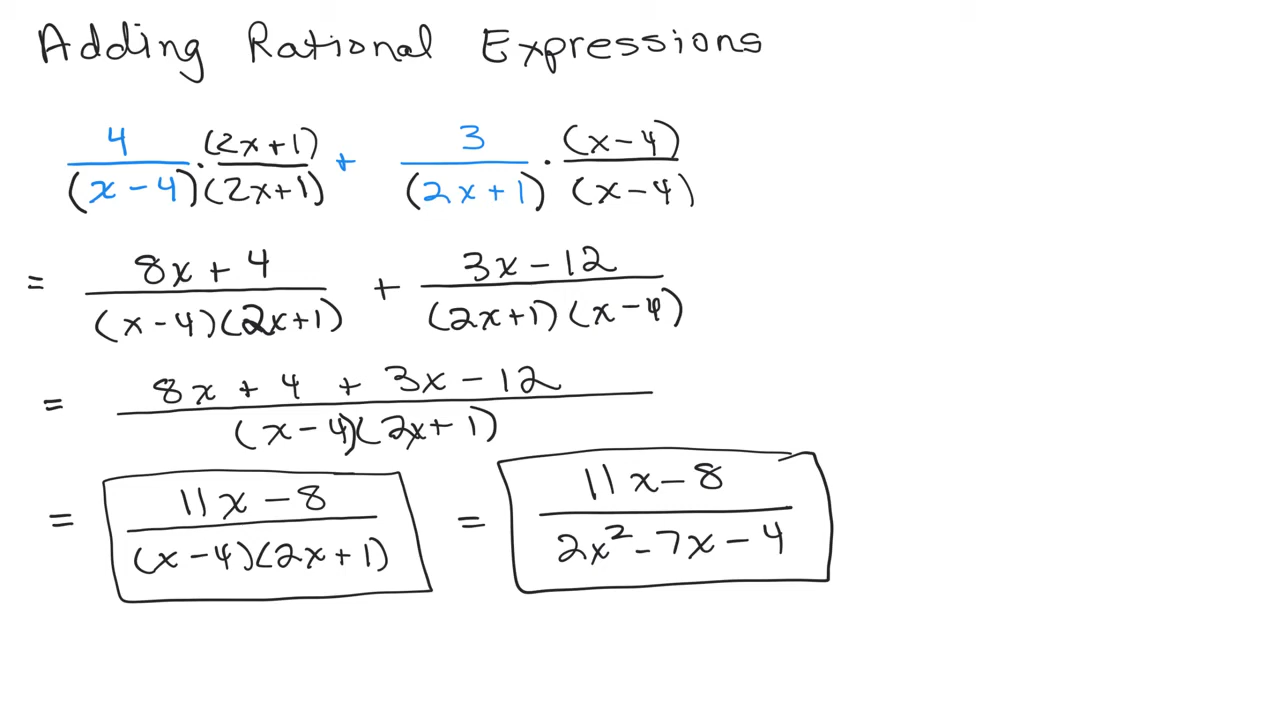 Adding Rational Expressions
4/(x-4) · (2x+1)/(2x+1) + 3/(2x+1) · (x-4)/(x-4)
= (8x+4)/((x-4)(2x+1)) + (3x-12)/((2x+1)(x-4))
= (8x+4+3x-12)/((x-4)(2x+1))
= (11x-8)/((x-4)(2x+1)) = (11x-8)/(2x²-7x-4)